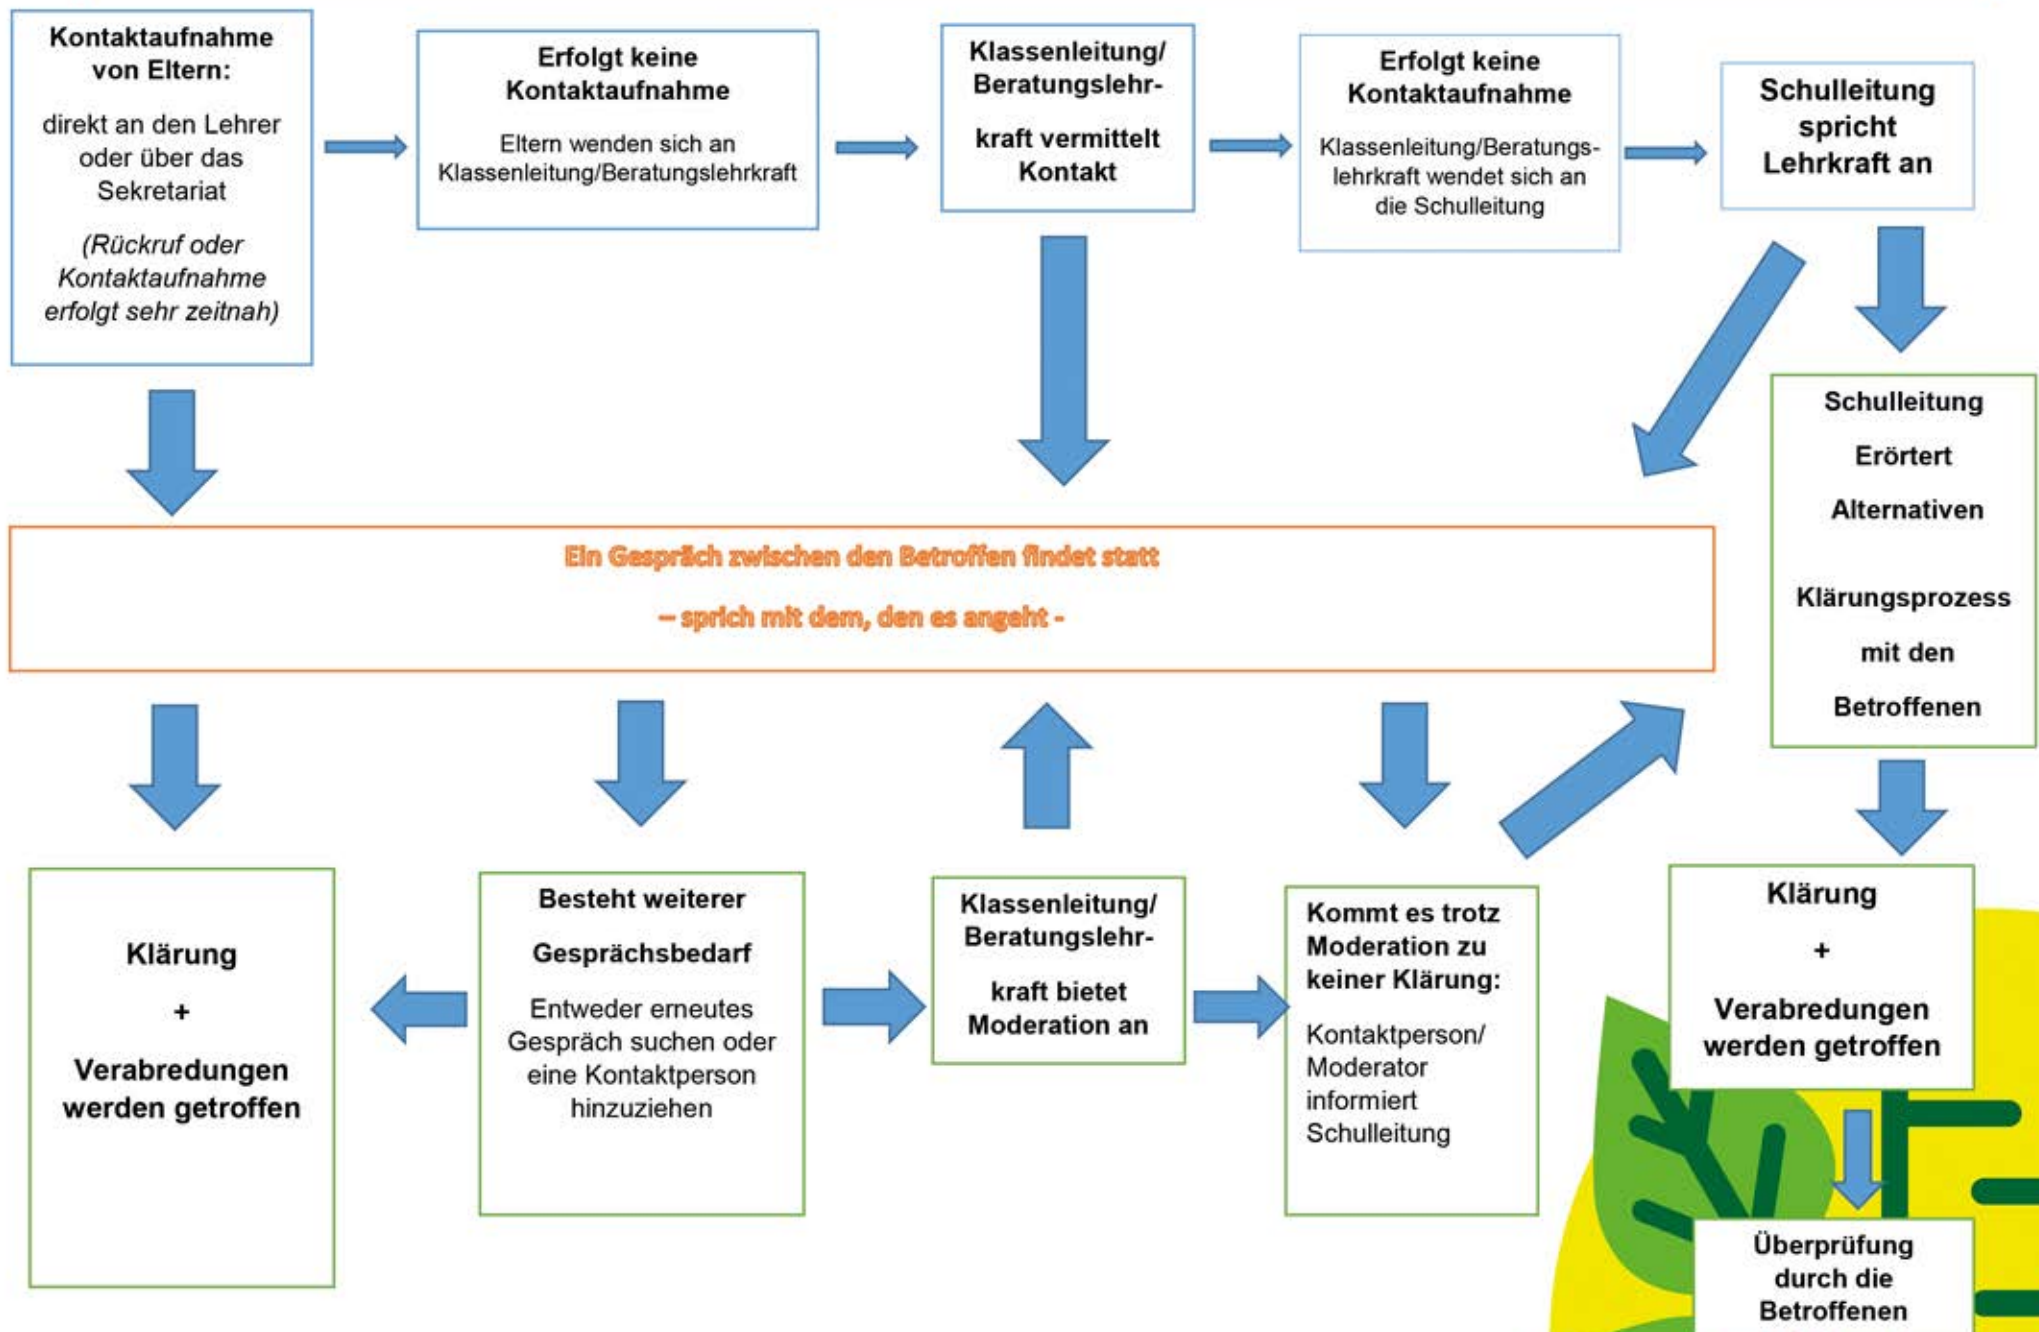 Kontaktaufnahme
von Eltern:
direkt an den Lehrer
oder über das
Sekretariat
(Rückruf oder
Kontaktaufnahme
erfolgt sehr zeitnah)
Erfolgt keine
Kontaktaufnahme
Eltern wenden sich an
Klassenleitung/Beratungslehrkraft
Klassenleitung/
Beratungslehr-
kraft vermittelt
Kontakt
Erfolgt keine
Kontaktaufnahme
Klassenleitung/Beratungs-
lehrkraft wendet sich an
die Schulleitung
Schulleitung
spricht
Lehrkraft an
Schulleitung
Erörtert
Alternativen
Klärungsprozess
mit den
Betroffenen
Ein Gespräch zwischen den Betroffen findet statt
– sprich mit dem, den es angeht -
Klärung
+
Verabredungen
werden getroffen
Besteht weiterer
Gesprächsbedarf
Entweder erneutes
Gespräch suchen oder
eine Kontaktperson
hinzuziehen
Klassenleitung/
Beratungslehr-
kraft bietet
Moderation an
Kommt es trotz
Moderation zu
keiner Klärung:
Kontaktperson/
Moderator
informiert
Schulleitung
Klärung
+
Verabredungen
werden getroffen
Überprüfung
durch die
Betroffenen